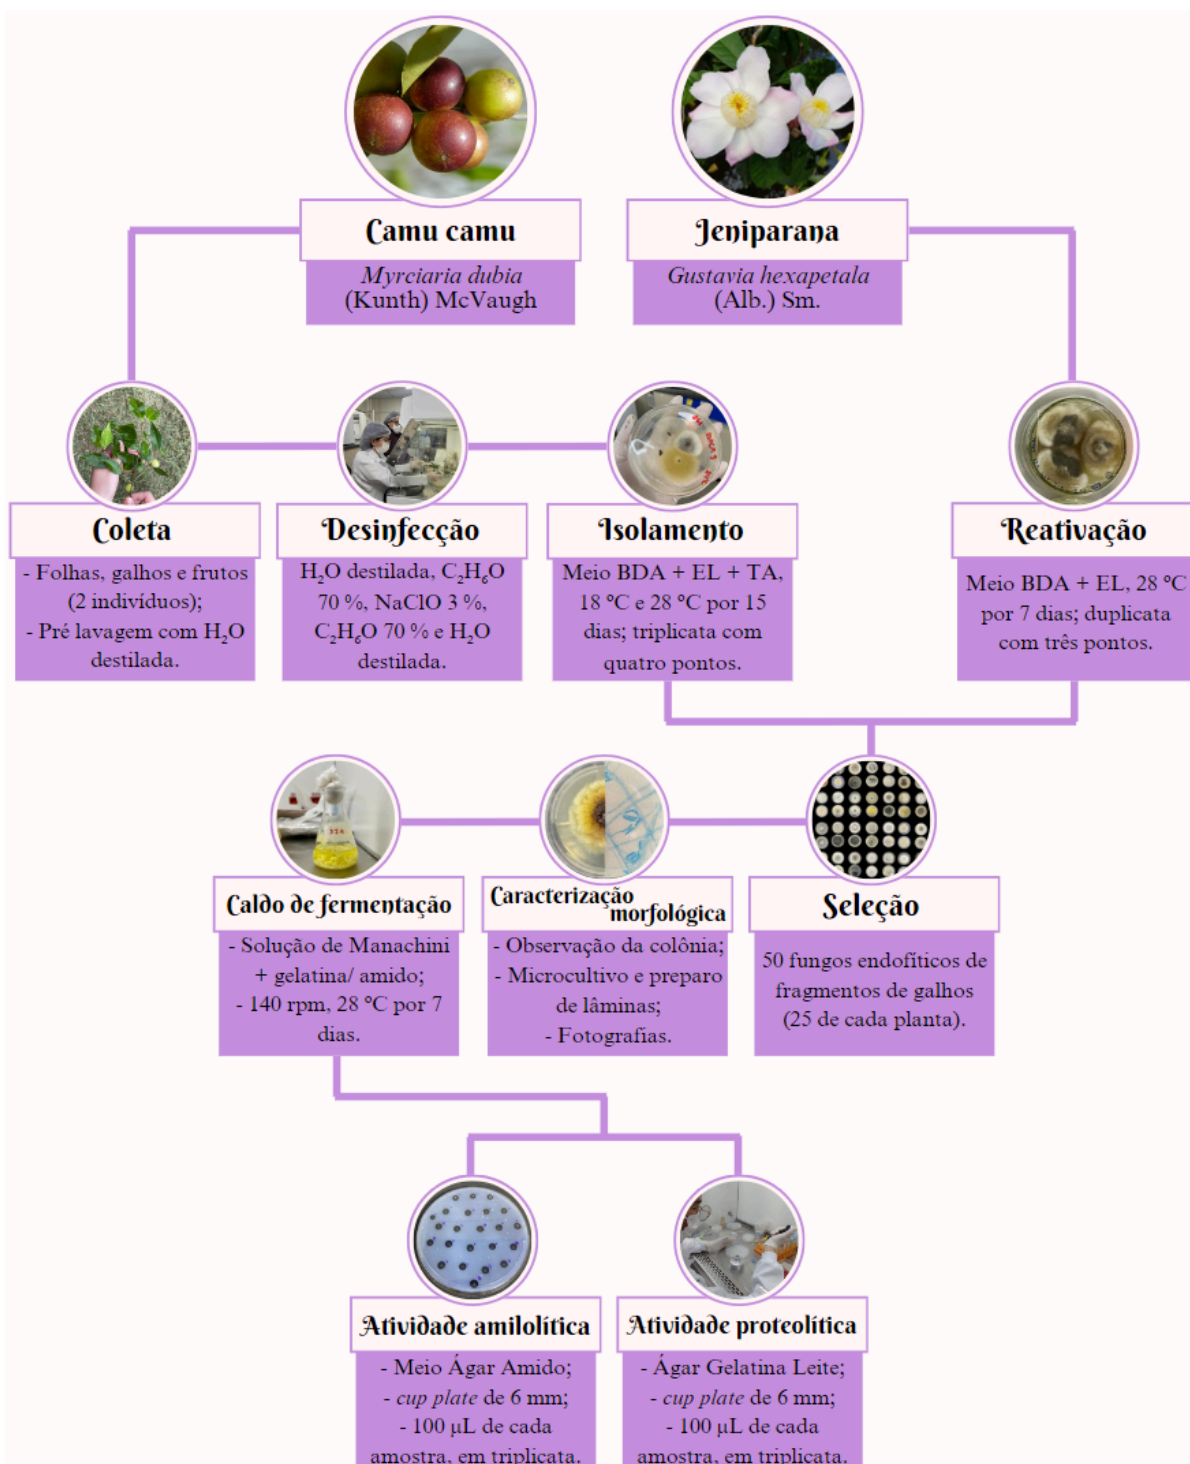 Camu camu
Myrciaria dubia
(Kunth) McVaugh
Jeniparana
Gustavia hexapetala
(Alb.) Sm.
Coleta
- Folhas, galhos e frutos
(2 indivíduos);
- Pré lavagem com H₂O
destilada.
Desinfecção
H₂O destilada, C₂H₆O
70 %, NaClO 3 %,
C₂H₆O 70 % e H₂O
destilada.
Isolamento
Meio BDA + EL + TA,
18 °C e 28 °C por 15
dias; triplicata com
quatro pontos.
Reativação
Meio BDA + EL, 28 °C
por 7 dias; duplicata
com três pontos.
Caldo de fermentação
- Solução de Manachini
+ gelatina/ amido;
- 140 rpm, 28 °C por 7
dias.
Caracterização
morfológica
- Observação da colônia;
- Microcultivo e preparo
de lâminas;
- Fotografias.
Seleção
50 fungos endofíticos de
fragmentos de galhos
(25 de cada planta).
Atividade amilolítica
- Meio Ágar Amido;
- cup plate de 6 mm;
- 100 µL de cada
amostra, em triplicata.
Atividade proteolítica
- Ágar Gelatina Leite;
- cup plate de 6 mm;
- 100 µL de cada
amostra, em triplicata.